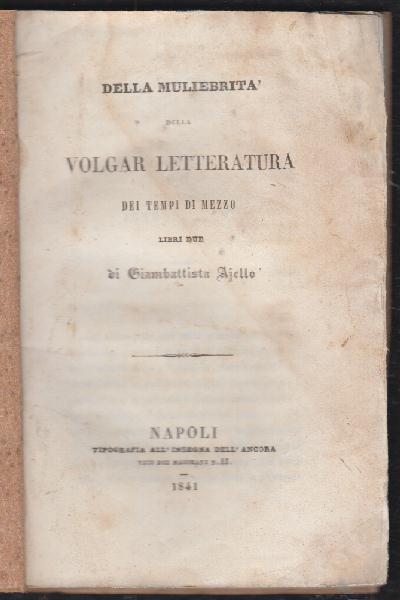 DELLA MULIEBRITA'
DELLA
VOLGAR LETTERATURA
DEI TEMPI DI MEZZO
LIBRI DUE
di Giambattista Ajello
NAPOLI
TIPOGRAFIA ALL' INSEGNA DELL' ANCORA
1841